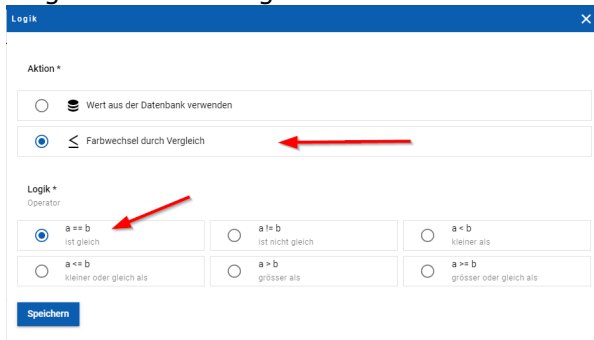 Logik
Aktion *
Wert aus der Datenbank verwenden
Farbwechsel durch Vergleich
Logik *
Operator
a == b
ist gleich
a != b
ist nicht gleich
a < b
kleiner als
a <= b
kleiner oder gleich als
a > b
grösser als
a >= b
grösser oder gleich als
Speichern